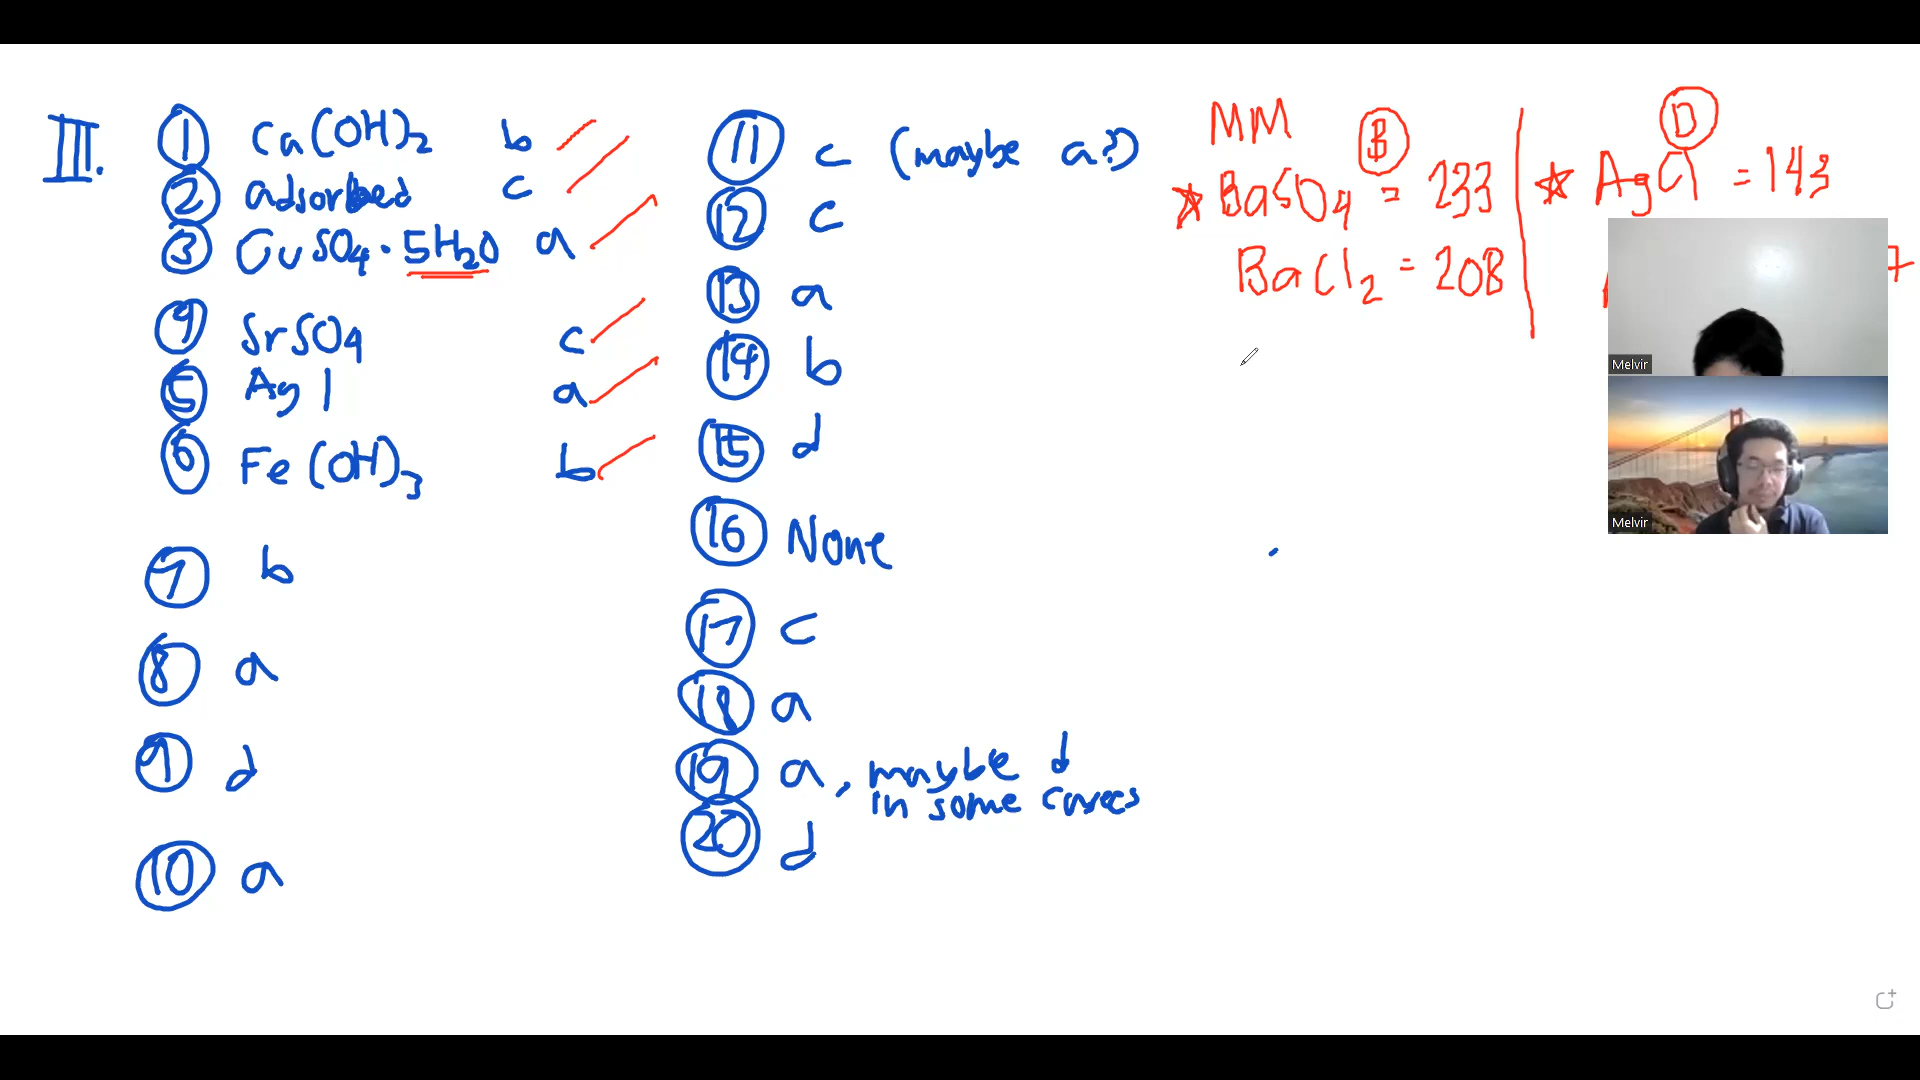 III.
① Ca(OH)₂ b
② adsorbed c
③ CuSO₄·5H₂O a
④ SrSO₄ c
⑤ AgI a
⑥ Fe(OH)₃ b
⑦ b
⑧ a
⑨ d
⑩ a
⑪ c (maybe a?)
⑫ c
⑬ a
⑭ b
⑮ d
⑯ None
⑰ c
⑱ a
⑲ a, maybe d
in some cases
⑳ d
MM
B
★ BaSO₄ = 233
BaCl₂ = 208
D
★ AgCl = 143
7
Melvir
Melvir